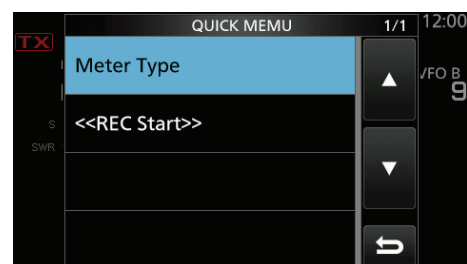 QUICK MEMU 1/1 12:00
TX
Meter Type
VFO B
9
<<REC Start>>
S
SWR